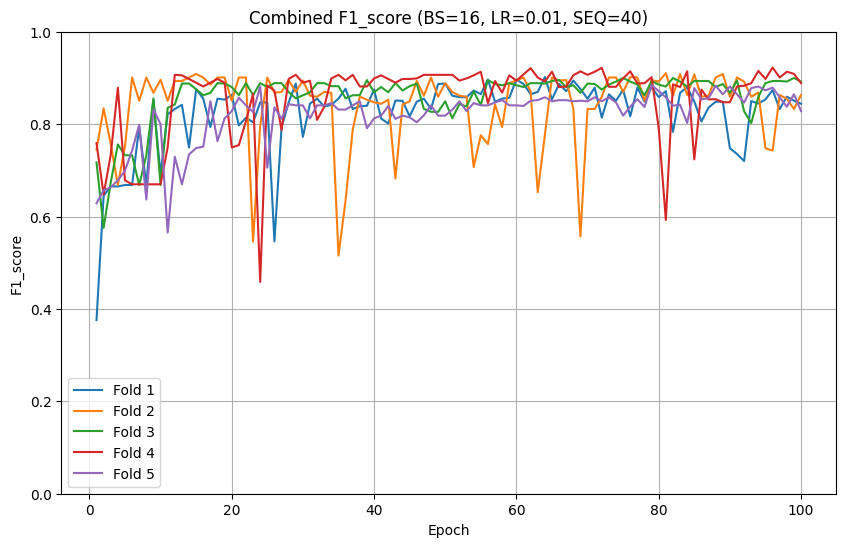 Combined F1_score (BS=16, LR=0.01, SEQ=40)
F1_score
1.0
0.8
0.6
0.4
0.2
0.0
Fold 1
Fold 2
Fold 3
Fold 4
Fold 5
0 20 40 60 80 100
Epoch